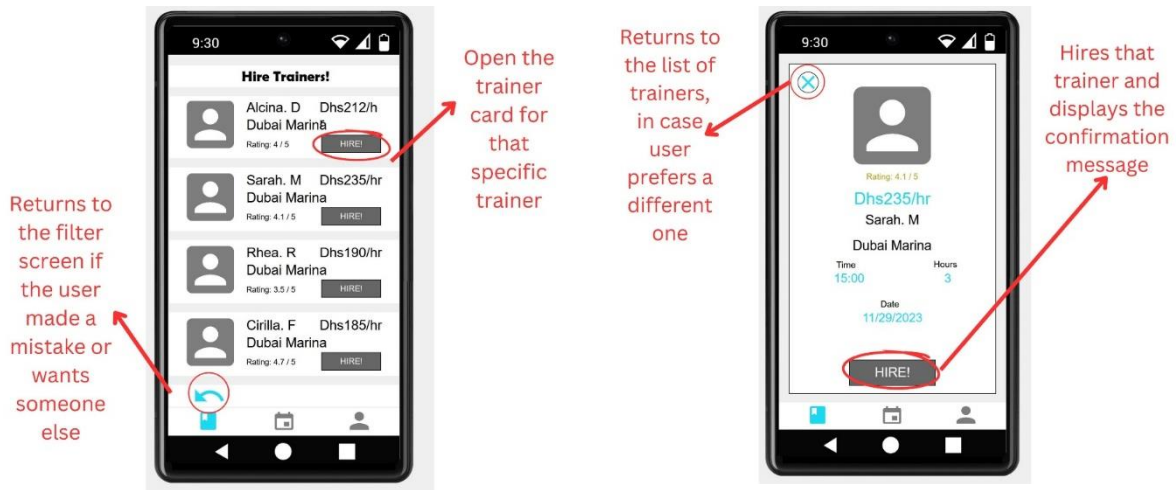 9:30
Hire Trainers!
Alcina. D Dhs212/h
Dubai Marina
Rating: 4 / 5 HIRE!
Sarah. M Dhs235/hr
Dubai Marina
Rating: 4.1 / 5 HIRE!
Rhea. R Dhs190/hr
Dubai Marina
Rating: 3.5 / 5 HIRE!
Cirilla. F Dhs185/hr
Dubai Marina
Rating: 4.7 / 5 HIRE!
Open the
trainer
card for
that
specific
trainer
Returns to
the filter
screen if
the user
made a
mistake or
wants
someone
else
Returns to
the list of
trainers,
in case
user
prefers a
different
one
9:30
Rating: 4.1 / 5
Dhs235/hr
Sarah. M
Dubai Marina
Time Hours
15:00 3
Date
11/29/2023
HIRE!
Hires that
trainer and
displays the
confirmation
message